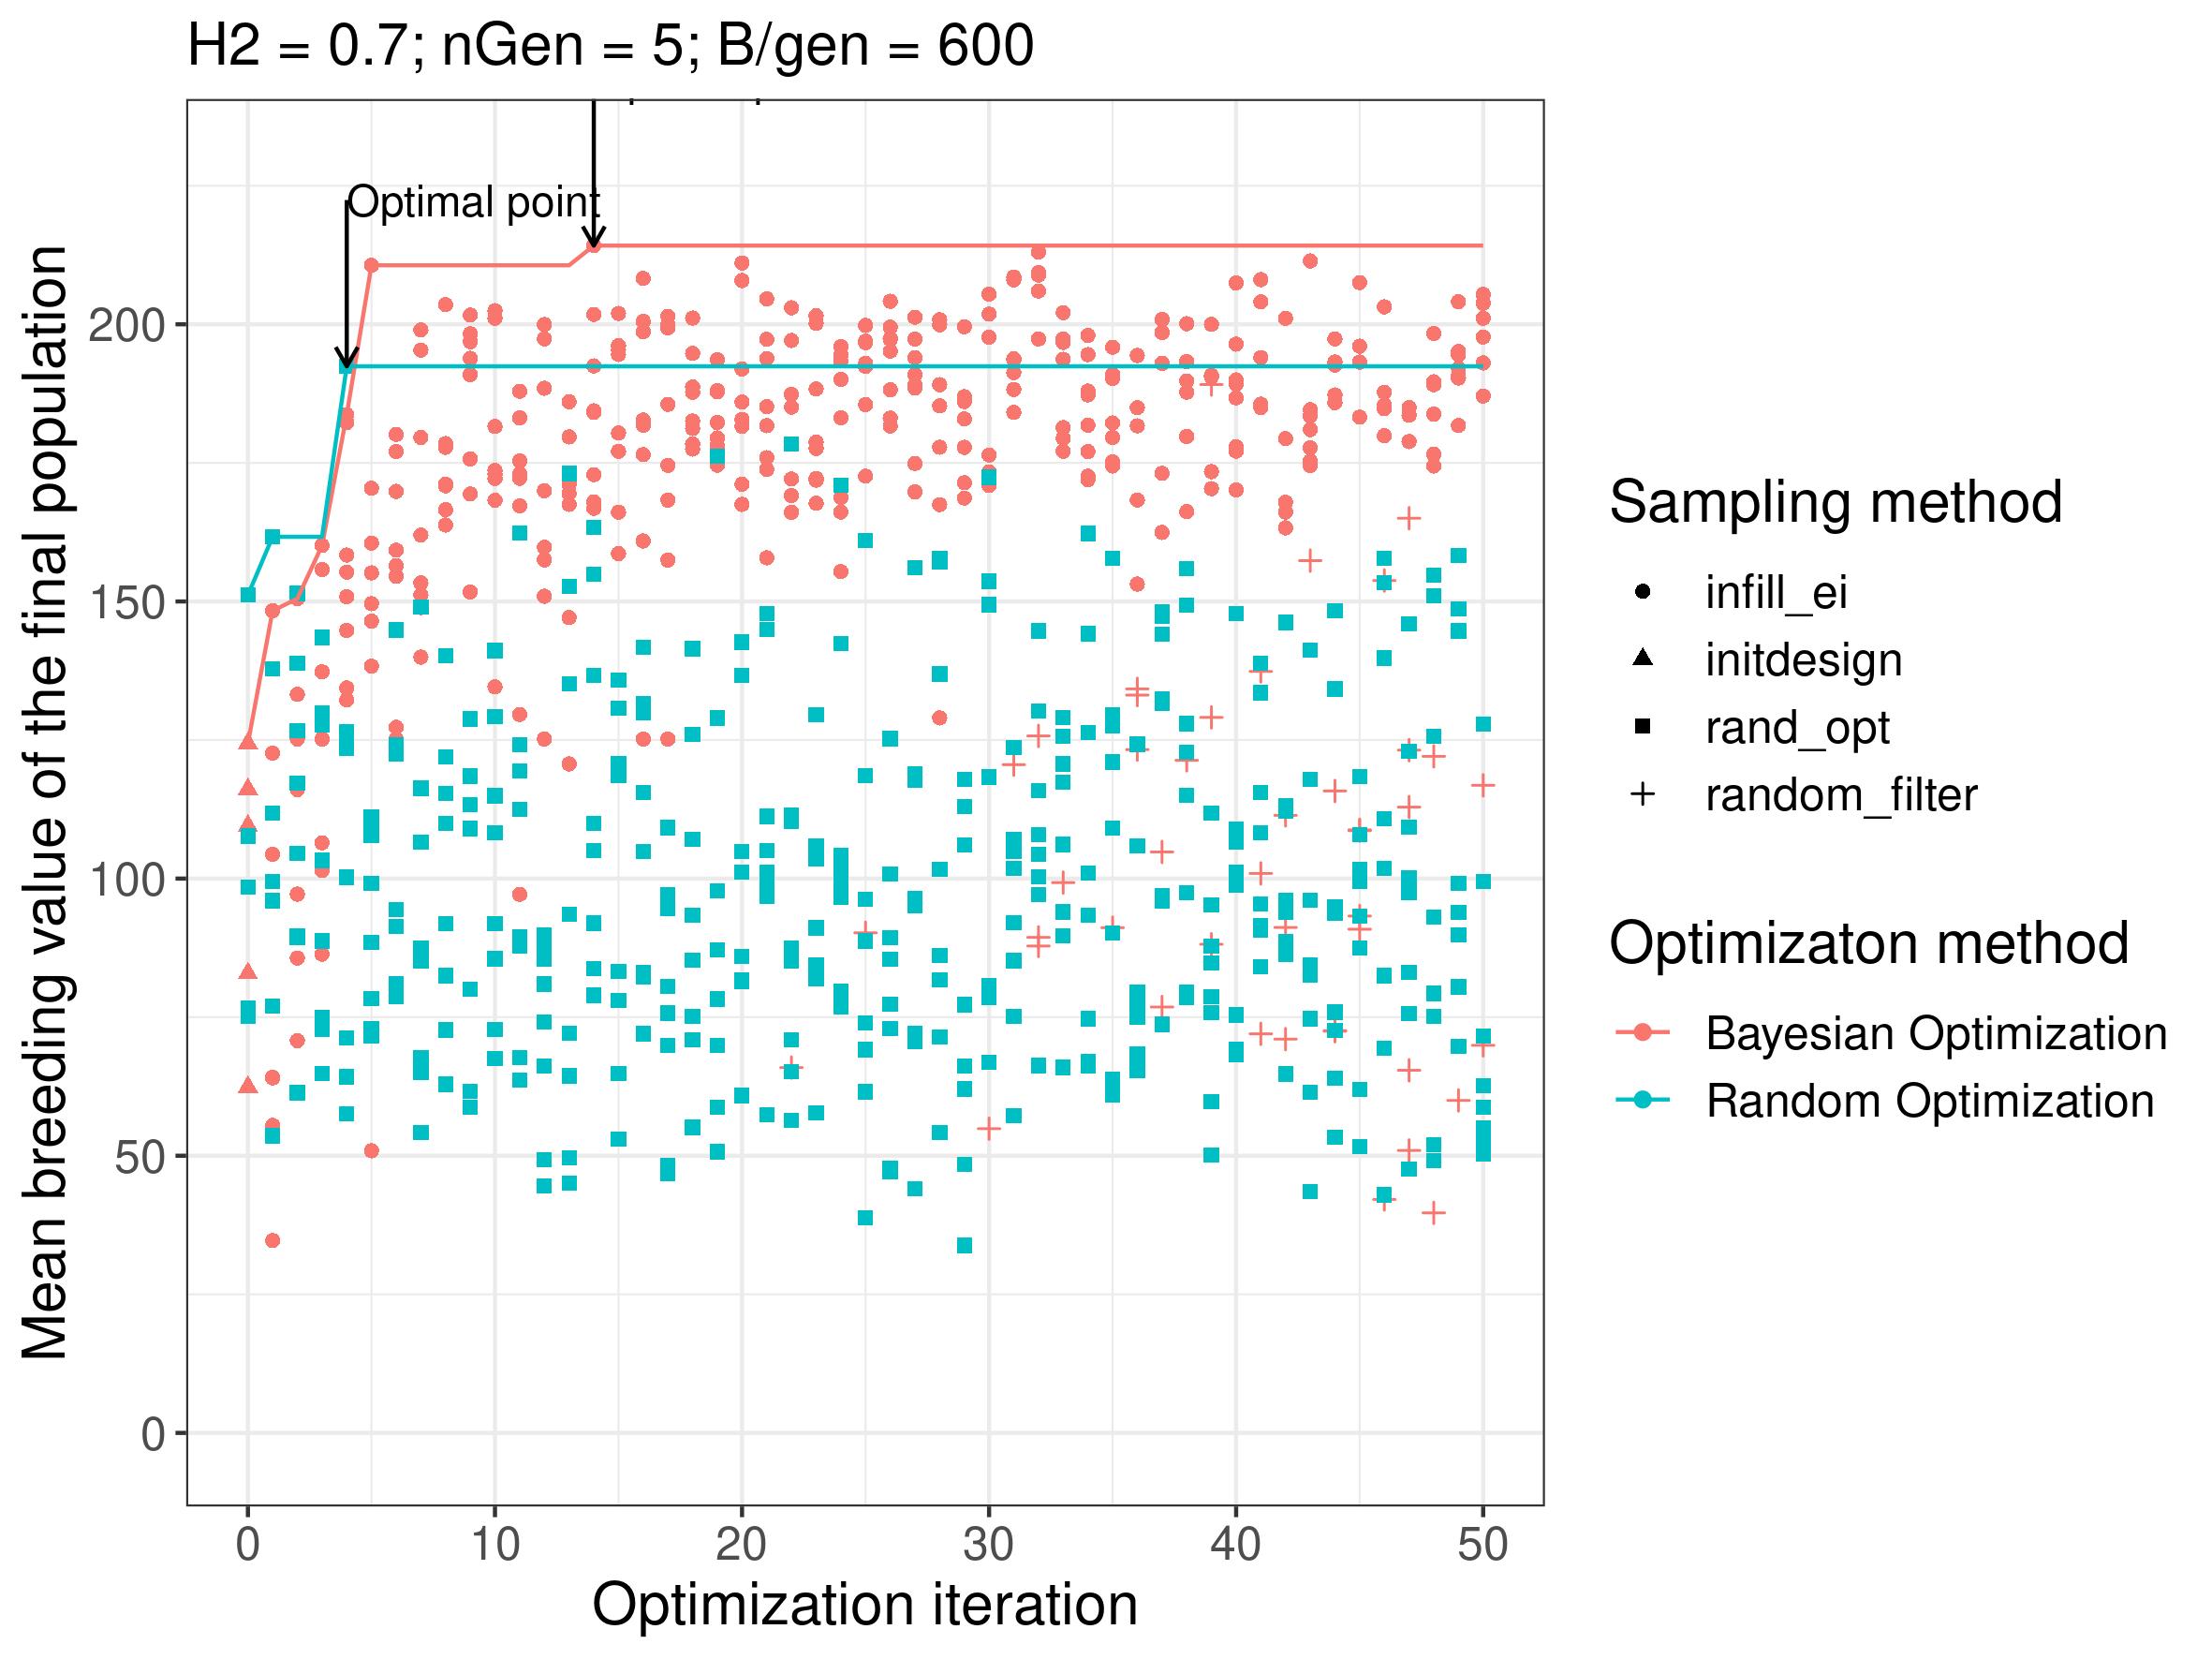 H2 = 0.7; nGen = 5; B/gen = 600
Optimal point
Mean breeding value of the final population
200
150
100
50
0
0 10 20 30 40 50
Optimization iteration
Sampling method
infill_ei
initdesign
rand_opt
random_filter
Optimizaton method
Bayesian Optimization
Random Optimization